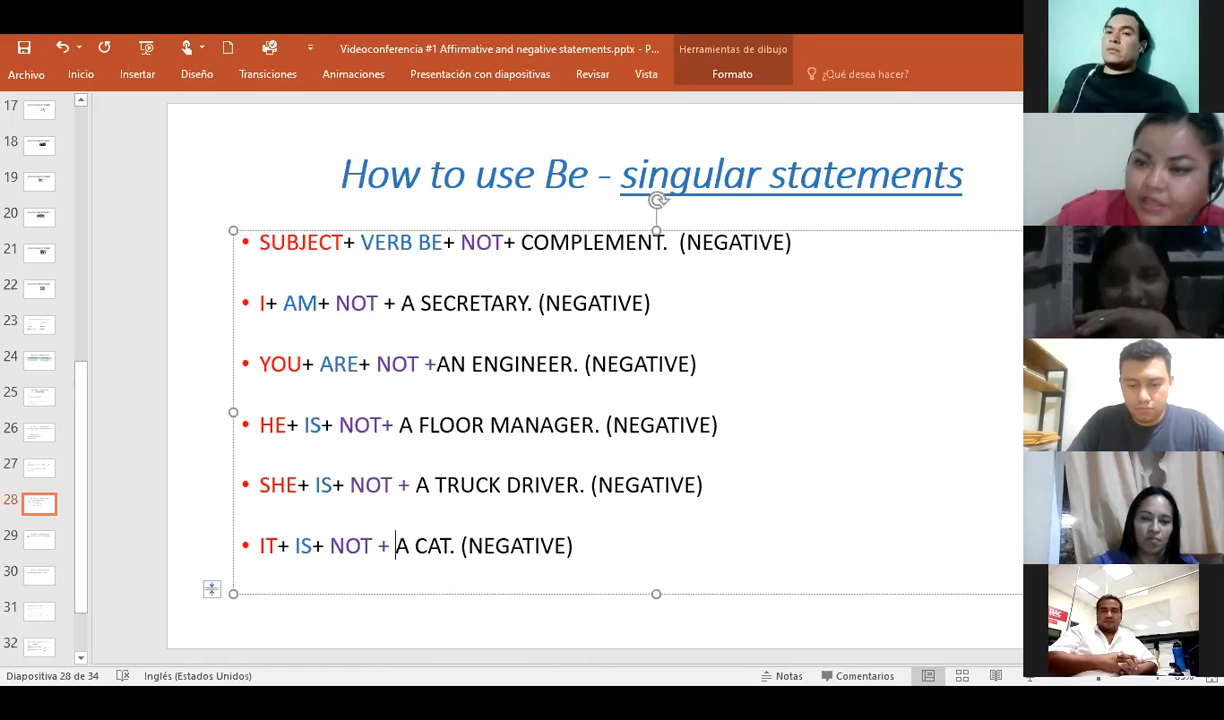 Videoconferencia #1 Affirmative and negative statements.pptx - P...
Herramientas de dibujo
Archivo Inicio Insertar Diseño Transiciones Animaciones Presentación con diapositivas Revisar Vista Formato ¿Qué desea hacer?
17
18
19
20
21
22
23
24
25
26
27
28
29
30
31
32
How to use Be - singular statements
• SUBJECT+ VERB BE+ NOT+ COMPLEMENT. (NEGATIVE)
• I+ AM+ NOT + A SECRETARY. (NEGATIVE)
• YOU+ ARE+ NOT +AN ENGINEER. (NEGATIVE)
• HE+ IS+ NOT+ A FLOOR MANAGER. (NEGATIVE)
• SHE+ IS+ NOT + A TRUCK DRIVER. (NEGATIVE)
• IT+ IS+ NOT + A CAT. (NEGATIVE)
Diapositiva 28 de 34 Inglés (Estados Unidos) Notas Comentarios